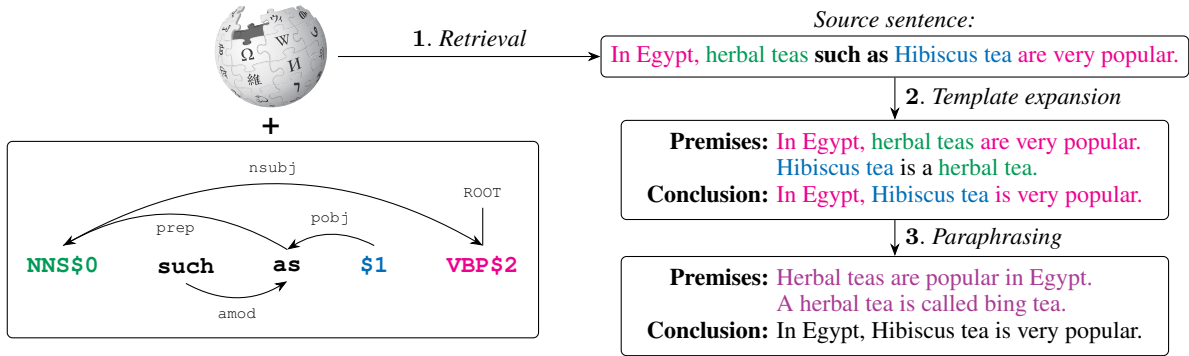 Ω W И 維 7
1. Retrieval
+
nsubj
ROOT
prep
pobj
NNS$0 such as $1 VBP$2
amod
Source sentence:
In Egypt, herbal teas such as Hibiscus tea are very popular.
2. Template expansion
Premises: In Egypt, herbal teas are very popular.
Hibiscus tea is a herbal tea.
Conclusion: In Egypt, Hibiscus tea is very popular.
3. Paraphrasing
Premises: Herbal teas are popular in Egypt.
A herbal tea is called bing tea.
Conclusion: In Egypt, Hibiscus tea is very popular.